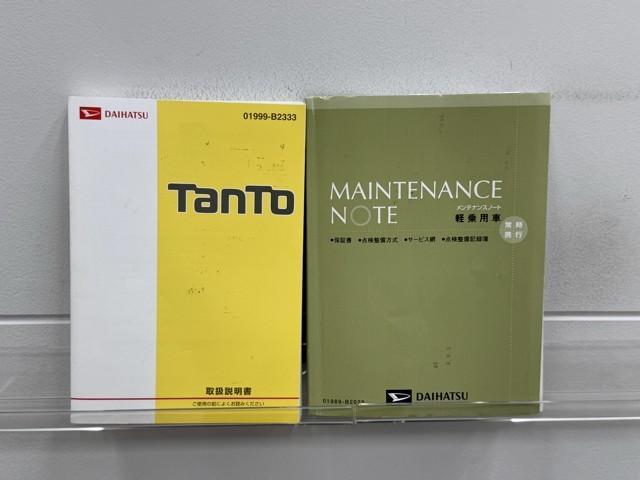 DAIHATSU
01999-B2333
TanTo
取扱説明書
ご使用の前によくお読みください
MAINTENANCE
NOTE
メンテナンスノート
軽乗用車
常時
携行
●保証書 ●点検整備方式 ●サービス網 ●点検整備記録簿
DAIHATSU